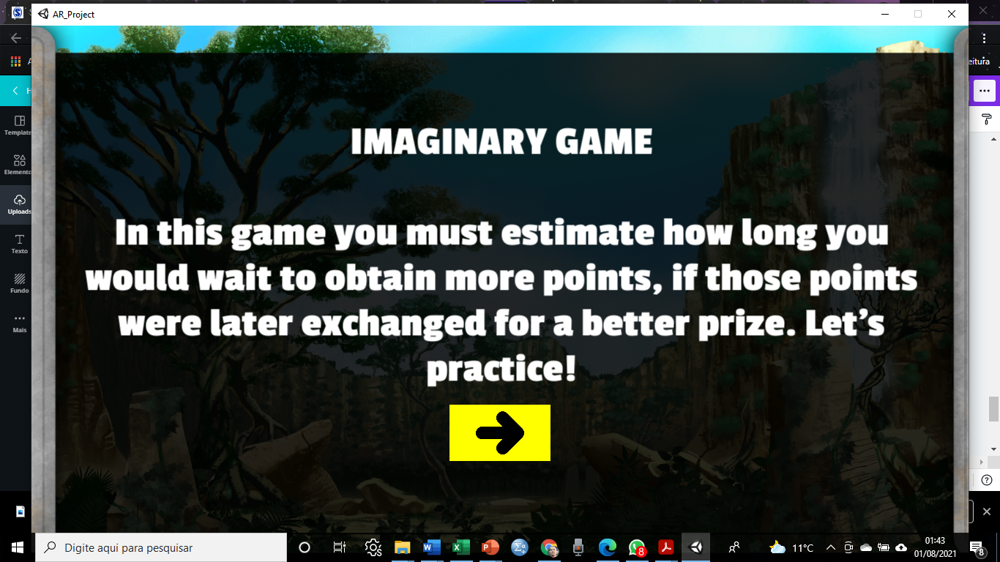 AR_Project
eitura
Template
Elemento
Uploads
Texto
Fundo
Mais
IMAGINARY GAME
In this game you must estimate how long you
would wait to obtain more points, if those points
were later exchanged for a better prize. Let's
practice!
Digite aqui para pesquisar
8
11°C
01:43
01/08/2021
8